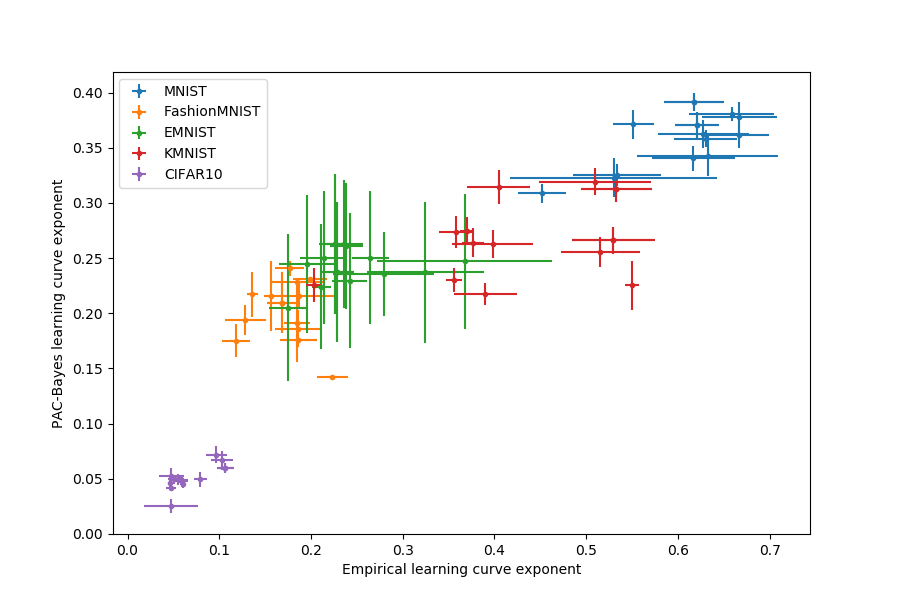 MNIST
FashionMNIST
EMNIST
KMNIST
CIFAR10
0.40
0.35
0.30
0.25
0.20
0.15
0.10
0.05
0.00
PAC-Bayes learning curve exponent
0.0 0.1 0.2 0.3 0.4 0.5 0.6 0.7
Empirical learning curve exponent